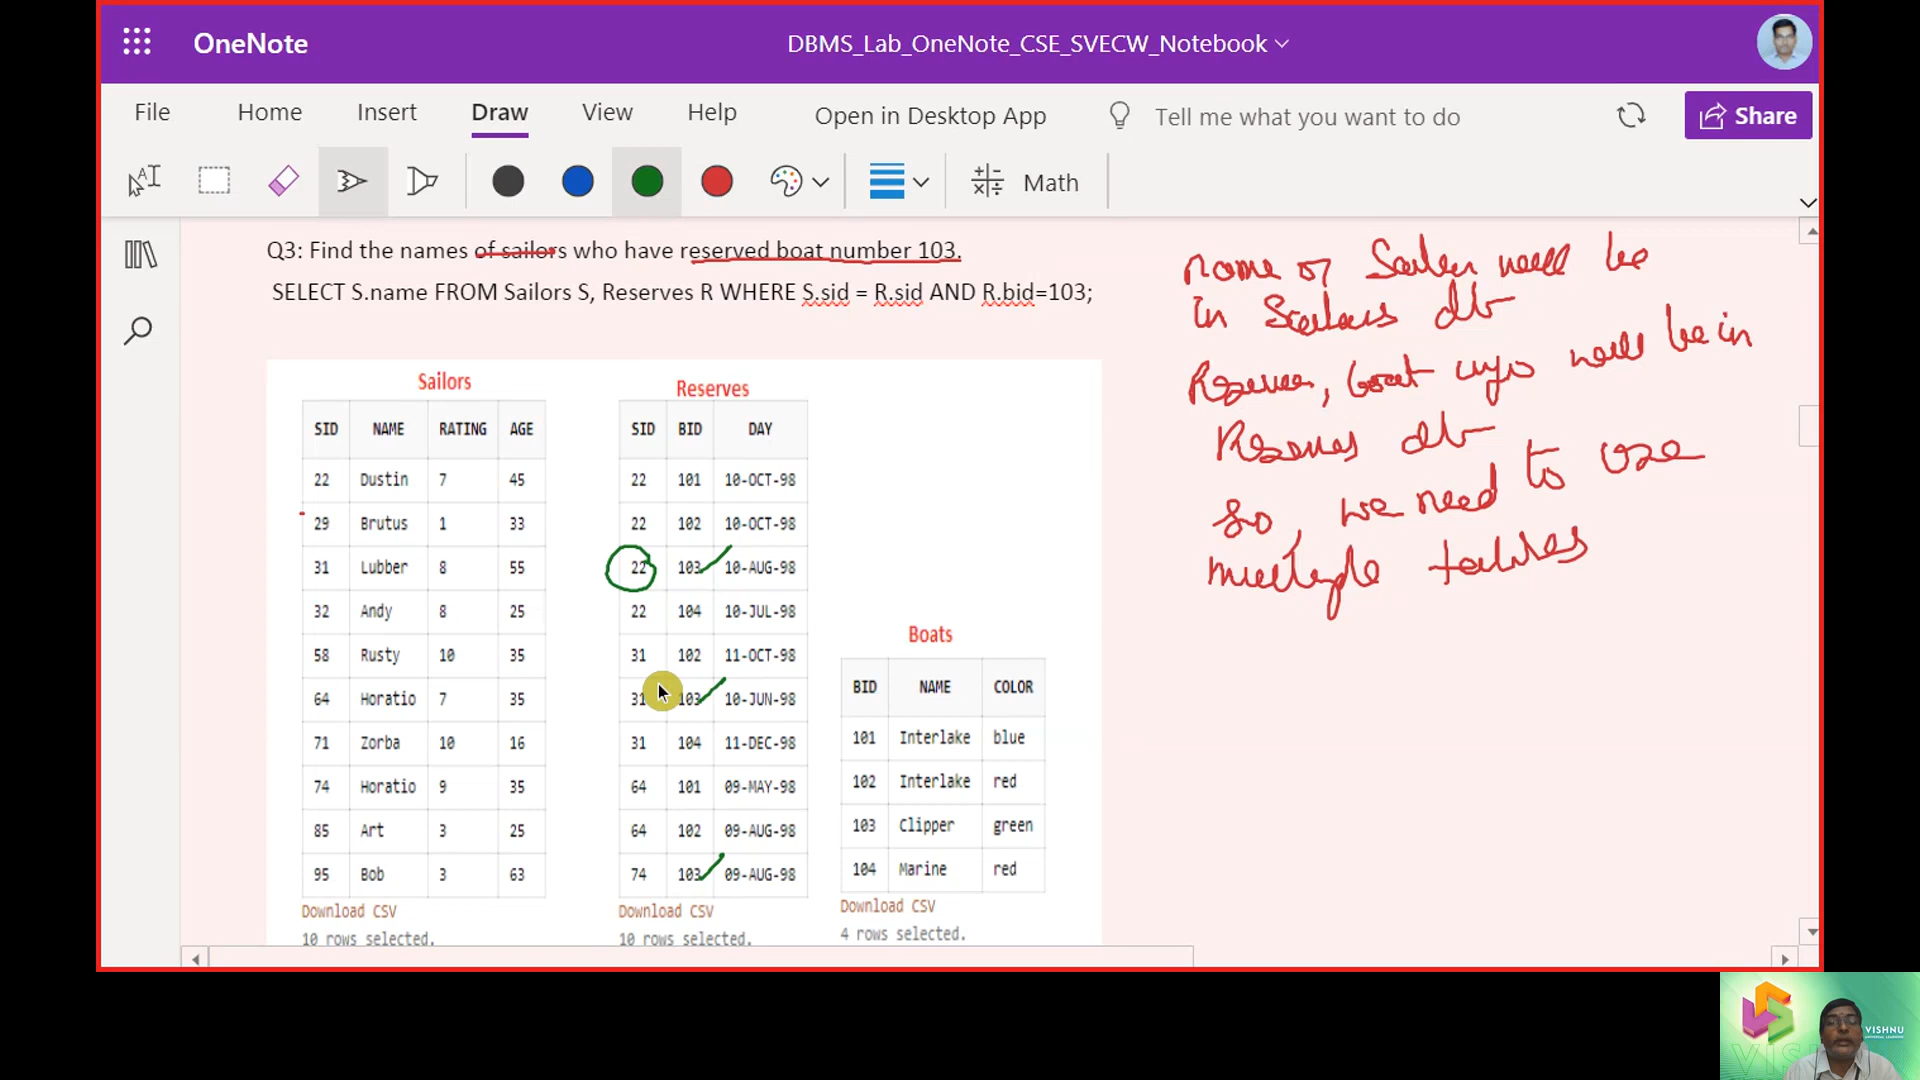 OneNote
DBMS_Lab_OneNote_CSE_SVECW_Notebook
File Home Insert Draw View Help Open in Desktop App Tell me what you want to do Share
Math
Q3: Find the names of sailors who have reserved boat number 103.
SELECT S.name FROM Sailors S, Reserves R WHERE S.sid = R.sid AND R.bid=103;
Sailors
SID NAME RATING AGE
22 Dustin 7 45
29 Brutus 1 33
31 Lubber 8 55
32 Andy 8 25
58 Rusty 10 35
64 Horatio 7 35
71 Zorba 10 16
74 Horatio 9 35
85 Art 3 25
95 Bob 3 63
Download CSV
10 rows selected.
Reserves
SID BID DAY
22 101 10-OCT-98
22 102 10-OCT-98
22 103 10-AUG-98
22 104 10-JUL-98
31 102 11-OCT-98
31 103 10-JUN-98
31 104 11-DEC-98
64 101 09-MAY-98
64 102 09-AUG-98
74 103 09-AUG-98
Download CSV
10 rows selected.
Boats
BID NAME COLOR
101 Interlake blue
102 Interlake red
103 Clipper green
104 Marine red
Download CSV
4 rows selected.
name of Sailor will be
in Sailors db
Reserves, boat info will be in
Reserves db
So, we need to use
multiple tables
VISHNU
UNIVERSAL LEARNING